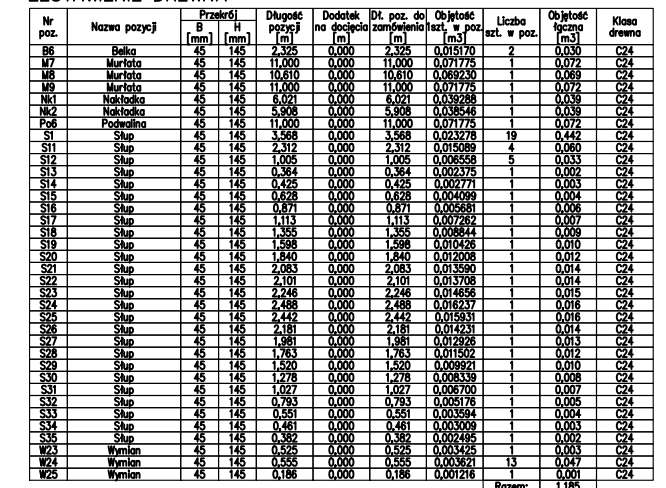 Nr poz. Nazwa pozycji Przekrój B [mm] H [mm] Długość pozycji [m] Dodatek na docięcia [m] Dł. poz. do zamówienia [m] Objętość 1szt. w poz. [m3] Liczba szt. w poz. Objętość łączna [m3] Klasa drewna
B6 Belka 45 145 2,325 0,000 2,325 0,015170 2 0,030 C24
M7 Murłata 45 145 11,000 0,000 11,000 0,071775 1 0,072 C24
M8 Murłata 45 145 10,610 0,000 10,610 0,069230 1 0,069 C24
M9 Murłata 45 145 11,000 0,000 11,000 0,071775 1 0,072 C24
Nk1 Nakładka 45 145 6,021 0,000 6,021 0,039288 1 0,039 C24
Nk2 Nakładka 45 145 5,908 0,000 5,908 0,038546 1 0,039 C24
Po6 Podwalina 45 145 11,000 0,000 11,000 0,071775 1 0,072 C24
S1 Słup 45 145 3,568 0,000 3,568 0,023278 19 0,442 C24
S11 Słup 45 145 2,312 0,000 2,312 0,015089 4 0,060 C24
S12 Słup 45 145 1,005 0,000 1,005 0,006558 5 0,033 C24
S13 Słup 45 145 0,364 0,000 0,364 0,002375 1 0,002 C24
S14 Słup 45 145 0,425 0,000 0,425 0,002771 1 0,003 C24
S15 Słup 45 145 0,628 0,000 0,628 0,004099 1 0,004 C24
S16 Słup 45 145 0,871 0,000 0,871 0,005681 1 0,006 C24
S17 Słup 45 145 1,113 0,000 1,113 0,007262 1 0,007 C24
S18 Słup 45 145 1,355 0,000 1,355 0,008844 1 0,009 C24
S19 Słup 45 145 1,598 0,000 1,598 0,010426 1 0,010 C24
S20 Słup 45 145 1,840 0,000 1,840 0,012008 1 0,012 C24
S21 Słup 45 145 2,083 0,000 2,083 0,013590 1 0,014 C24
S22 Słup 45 145 2,101 0,000 2,101 0,013708 1 0,014 C24
S23 Słup 45 145 2,246 0,000 2,246 0,014656 1 0,015 C24
S24 Słup 45 145 2,488 0,000 2,488 0,016237 1 0,016 C24
S25 Słup 45 145 2,442 0,000 2,442 0,015931 1 0,016 C24
S26 Słup 45 145 2,181 0,000 2,181 0,014231 1 0,014 C24
S27 Słup 45 145 1,981 0,000 1,981 0,012926 1 0,013 C24
S28 Słup 45 145 1,763 0,000 1,763 0,011502 1 0,012 C24
S29 Słup 45 145 1,520 0,000 1,520 0,009921 1 0,010 C24
S30 Słup 45 145 1,278 0,000 1,278 0,008339 1 0,008 C24
S31 Słup 45 145 1,027 0,000 1,027 0,006700 1 0,007 C24
S32 Słup 45 145 0,793 0,000 0,793 0,005176 1 0,005 C24
S33 Słup 45 145 0,551 0,000 0,551 0,003594 1 0,004 C24
S34 Słup 45 145 0,461 0,000 0,461 0,003009 1 0,003 C24
S35 Słup 45 145 0,382 0,000 0,382 0,002495 1 0,002 C24
W23 Wymian 45 145 0,525 0,000 0,525 0,003425 1 0,003 C24
W24 Wymian 45 145 0,555 0,000 0,555 0,003621 13 0,047 C24
W25 Wymian 45 145 0,186 0,000 0,186 0,001216 1 0,001 C24
Razem: 1,185